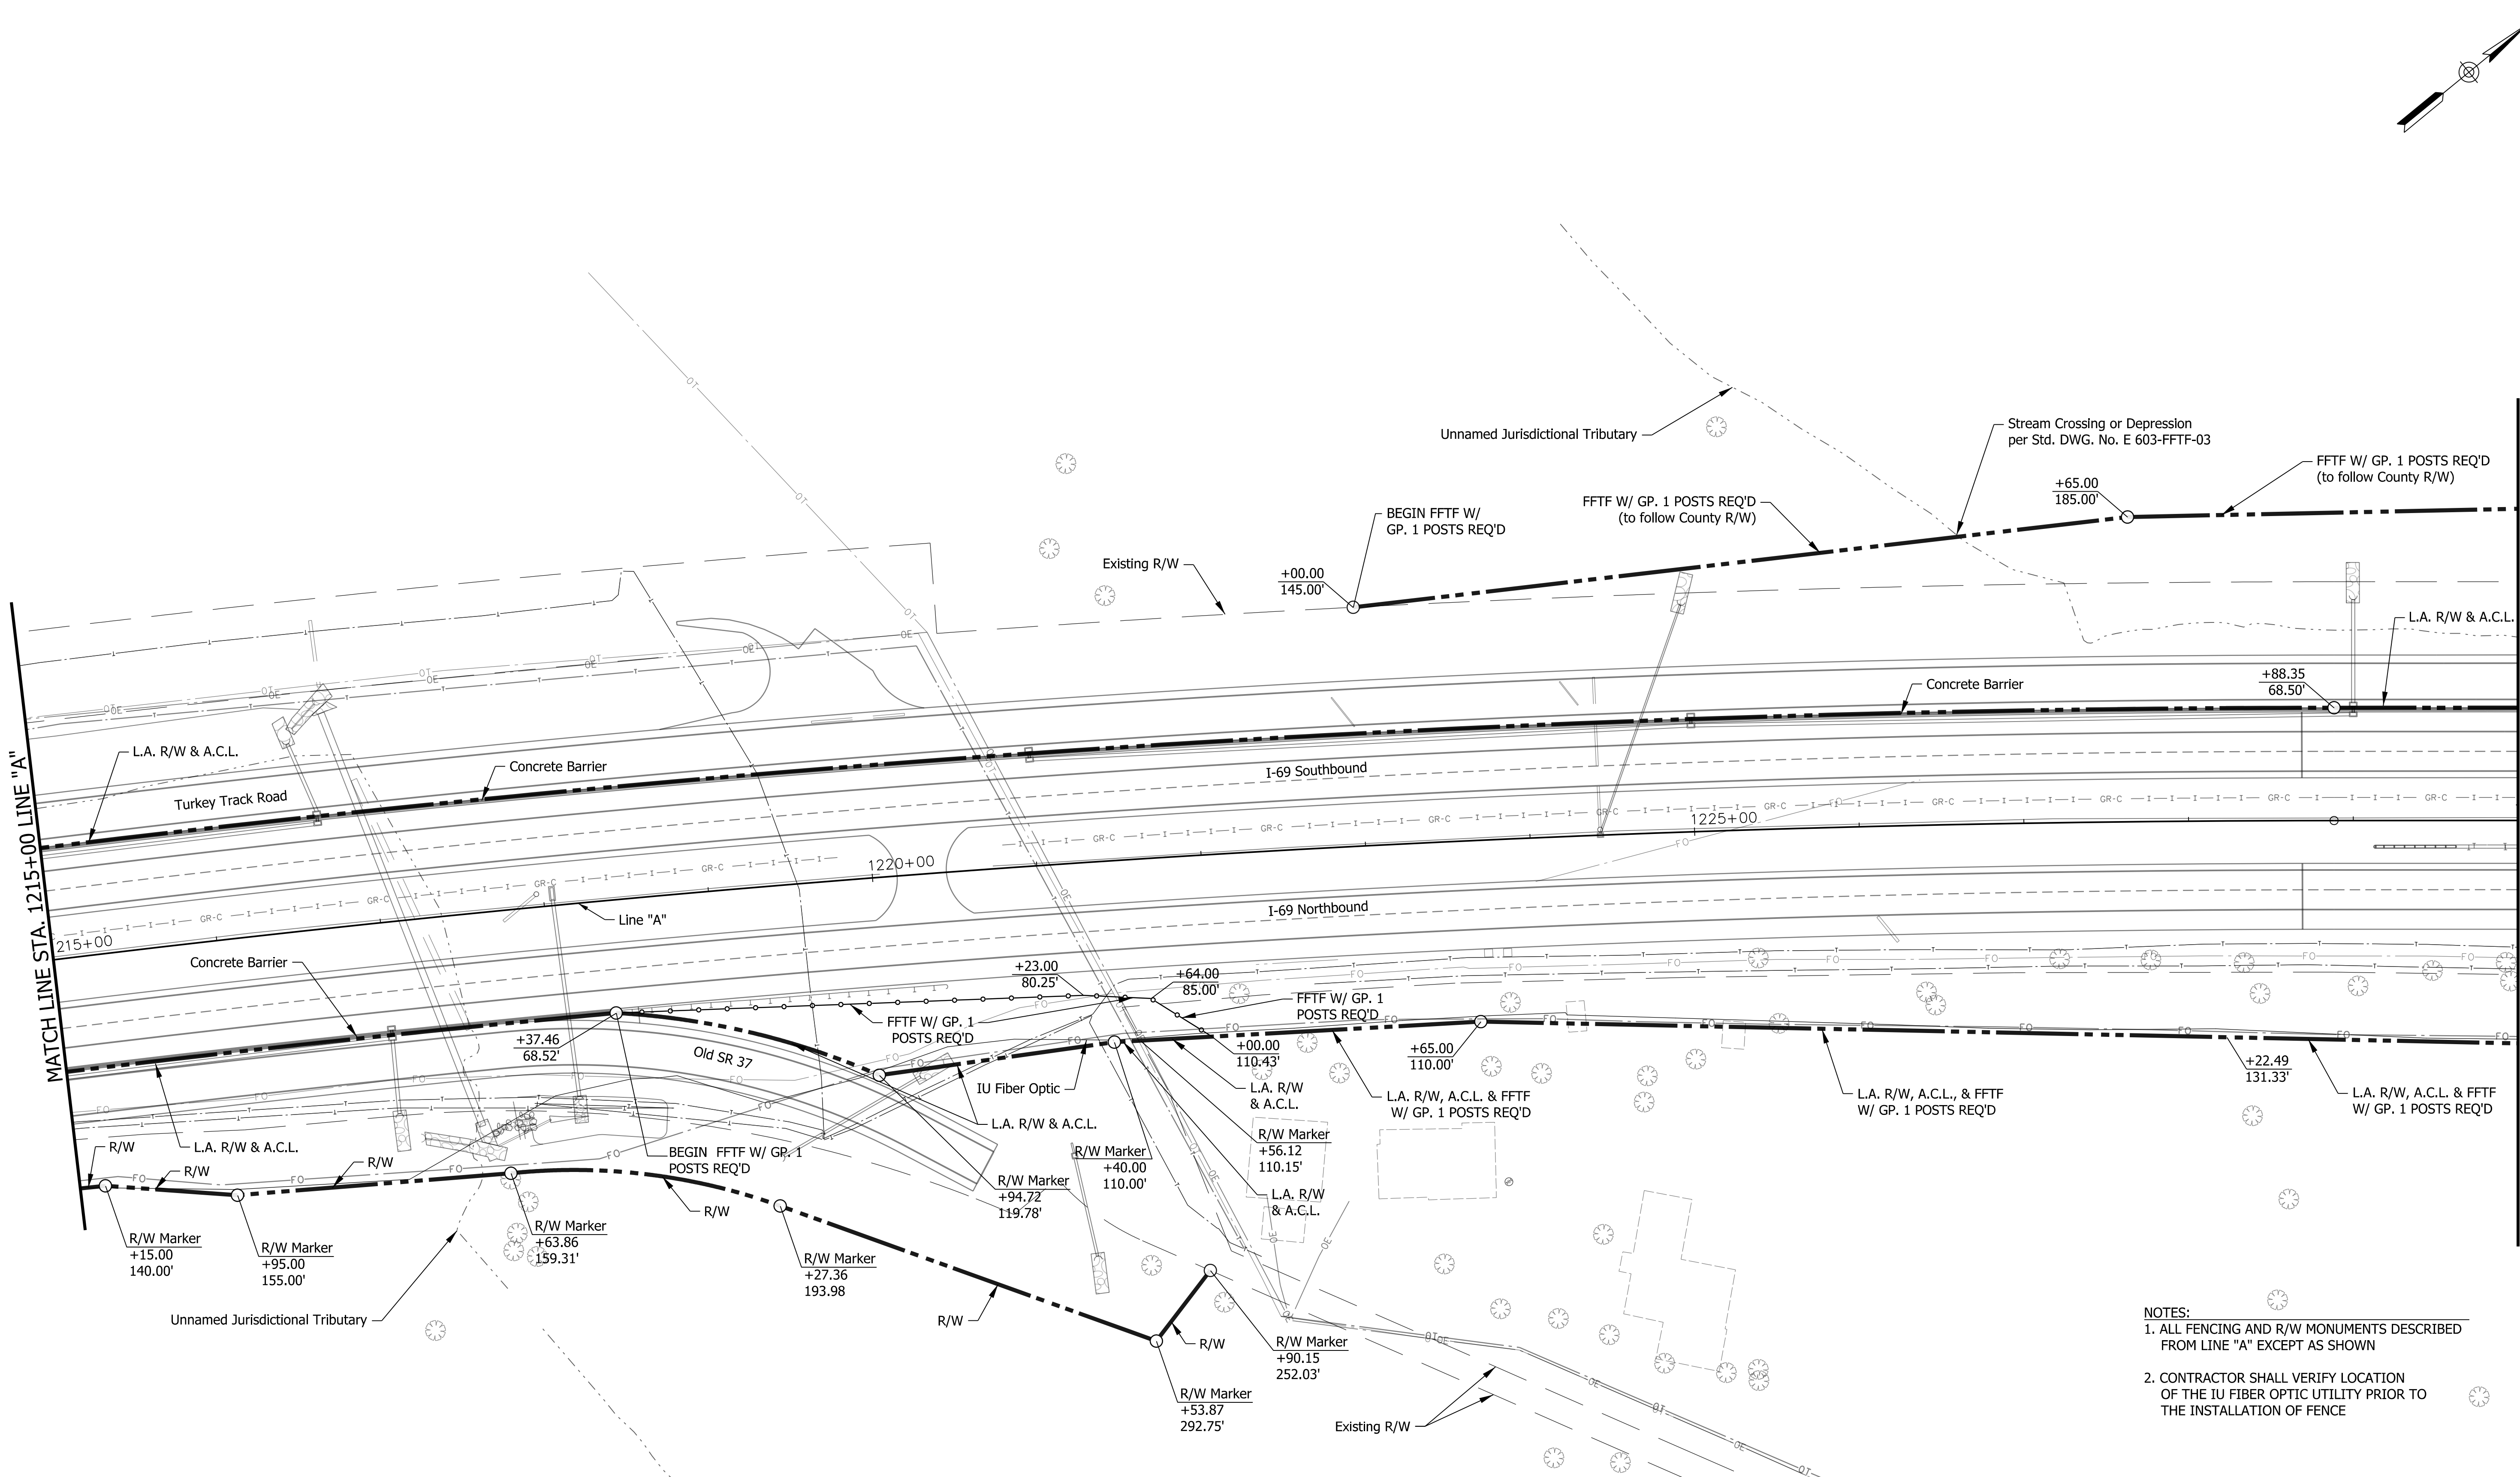 Unnamed Jurisdictional Tributary
Stream Crossing or Depression
per Std. DWG. No. E 603-FFTF-03
FFTF W/ GP. 1 POSTS REQ'D
(to follow County R/W)
+65.00
185.00'
FFTF W/ GP. 1 POSTS REQ'D
(to follow County R/W)
BEGIN FFTF W/
GP. 1 POSTS REQ'D
Existing R/W
+00.00
145.00'
L.A. R/W & A.C.L.
+88.35
68.50'
Concrete Barrier
MATCH LINE STA. 1215+00 LINE "A"
L.A. R/W & A.C.L.
Turkey Track Road
Concrete Barrier
I-69 Southbound
1225+00
1220+00
215+00
Line "A"
I-69 Northbound
Concrete Barrier
+23.00
80.25'
+64.00
85.00'
FFTF W/ GP. 1
POSTS REQ'D
FFTF W/ GP. 1
POSTS REQ'D
+37.46
68.52'
Old SR 37
+00.00
110.43'
+65.00
110.00'
IU Fiber Optic
L.A. R/W
& A.C.L.
L.A. R/W, A.C.L. & FFTF
W/ GP. 1 POSTS REQ'D
L.A. R/W, A.C.L., & FFTF
W/ GP. 1 POSTS REQ'D
+22.49
131.33'
L.A. R/W, A.C.L. & FFTF
W/ GP. 1 POSTS REQ'D
R/W
L.A. R/W & A.C.L.
R/W
R/W
BEGIN FFTF W/ GP. 1
POSTS REQ'D
L.A. R/W & A.C.L.
R/W Marker
+40.00
110.00'
R/W Marker
+56.12
110.15'
R/W Marker
+94.72
119.78'
L.A. R/W
& A.C.L.
R/W
R/W Marker
+15.00
140.00'
R/W Marker
+95.00
155.00'
R/W Marker
+63.86
159.31'
R/W Marker
+27.36
193.98
Unnamed Jurisdictional Tributary
R/W
R/W
R/W Marker
+90.15
252.03'
R/W Marker
+53.87
292.75'
Existing R/W
NOTES:
1. ALL FENCING AND R/W MONUMENTS DESCRIBED
FROM LINE "A" EXCEPT AS SHOWN
2. CONTRACTOR SHALL VERIFY LOCATION
OF THE IU FIBER OPTIC UTILITY PRIOR TO
THE INSTALLATION OF FENCE